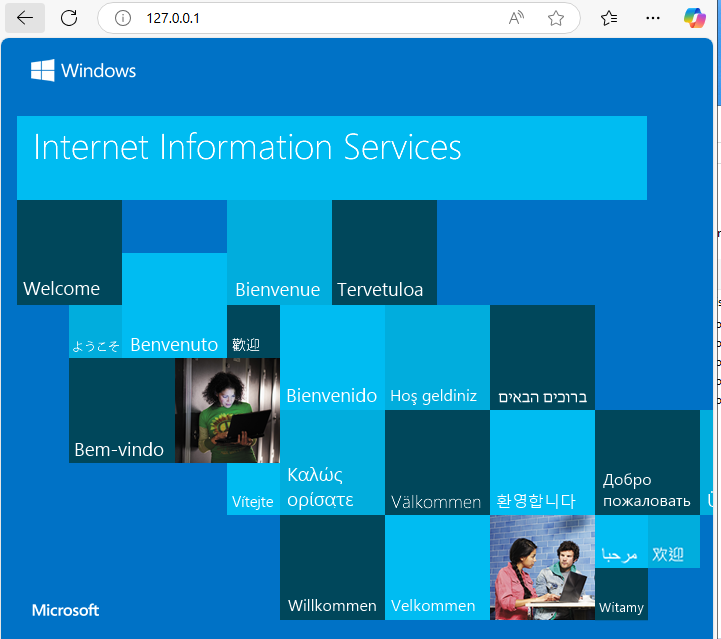 127.0.0.1
Windows
Internet Information Services
Welcome
Bienvenue
Tervetuloa
ようこそ
Benvenuto
歡迎
Bienvenido
Hoş geldiniz
ברוכים הבאים
Bem-vindo
Vítejte
Καλώς
ορίσατε
Välkommen
환영합니다
Добро
пожаловать
Willkommen
Velkommen
مرحبا
欢迎
Witamy
Microsoft